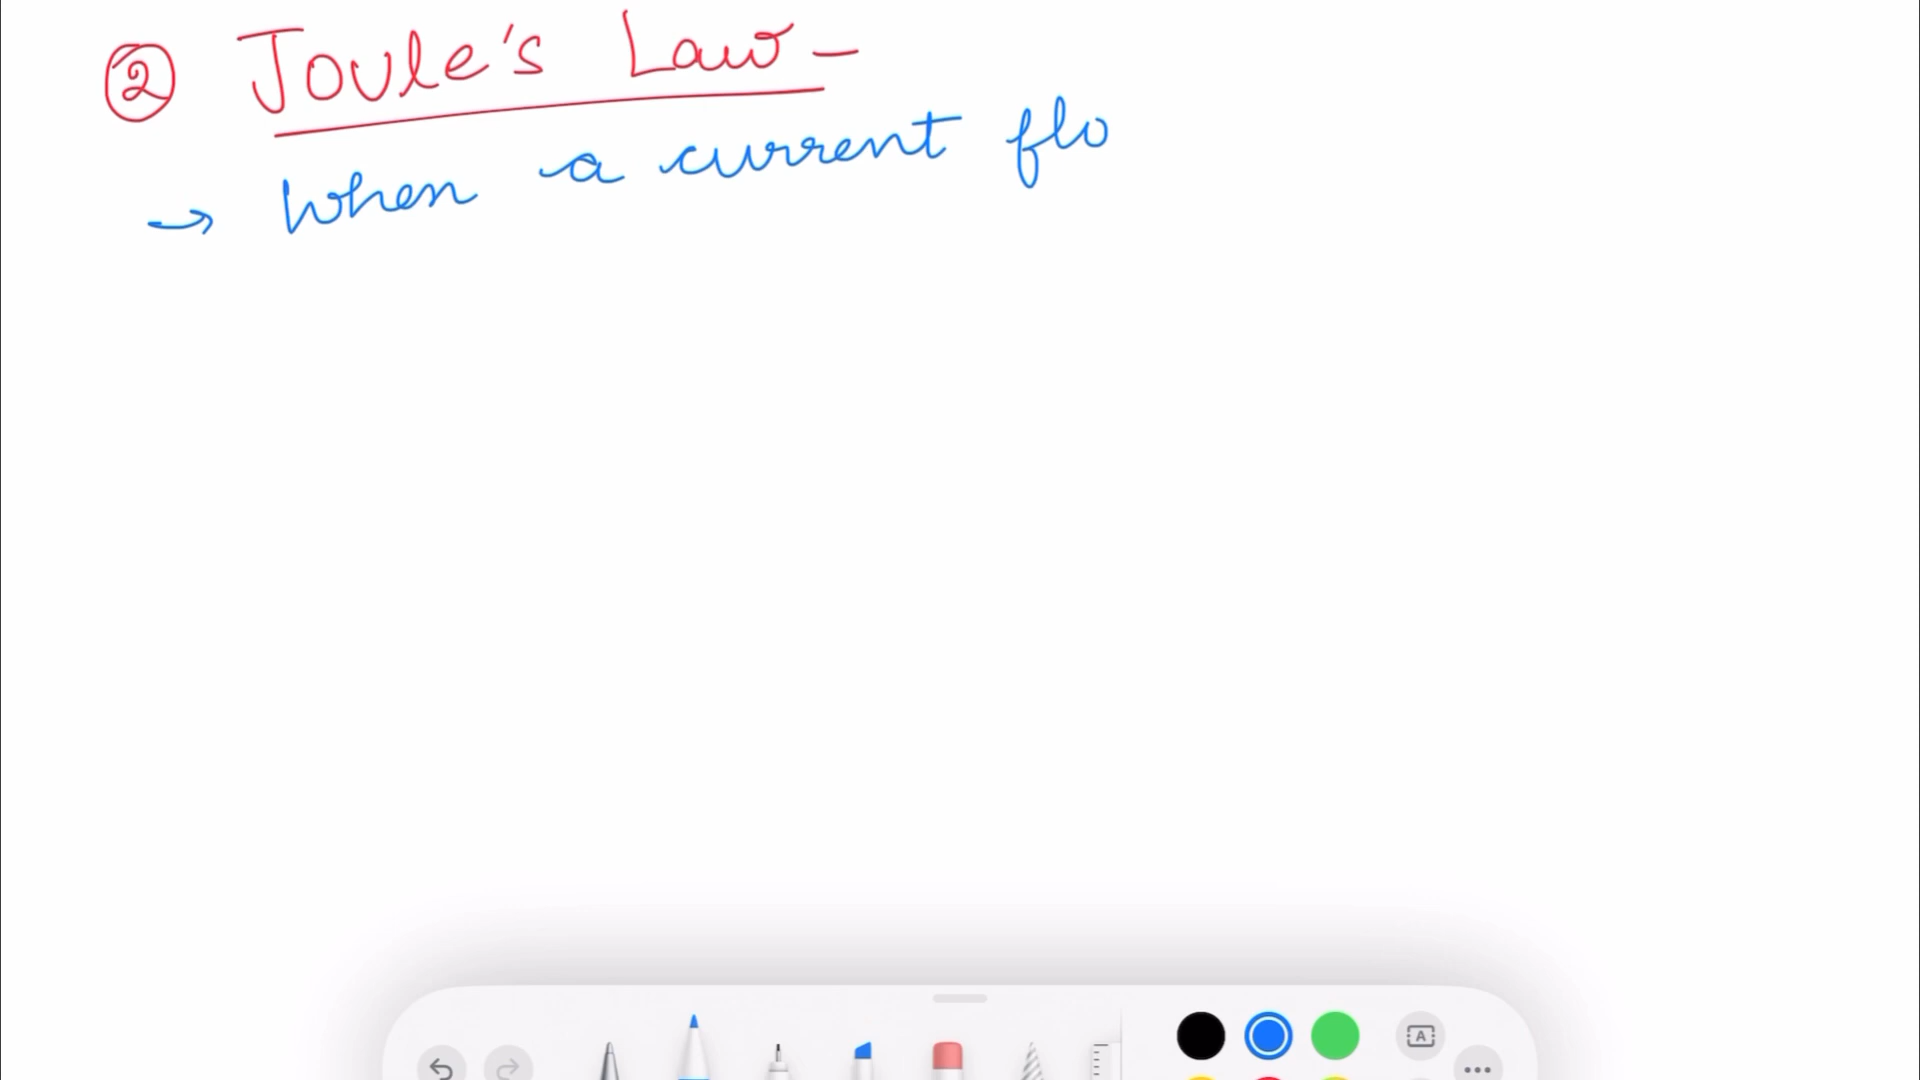 ② Joule's Law -
→ When a current flo
A